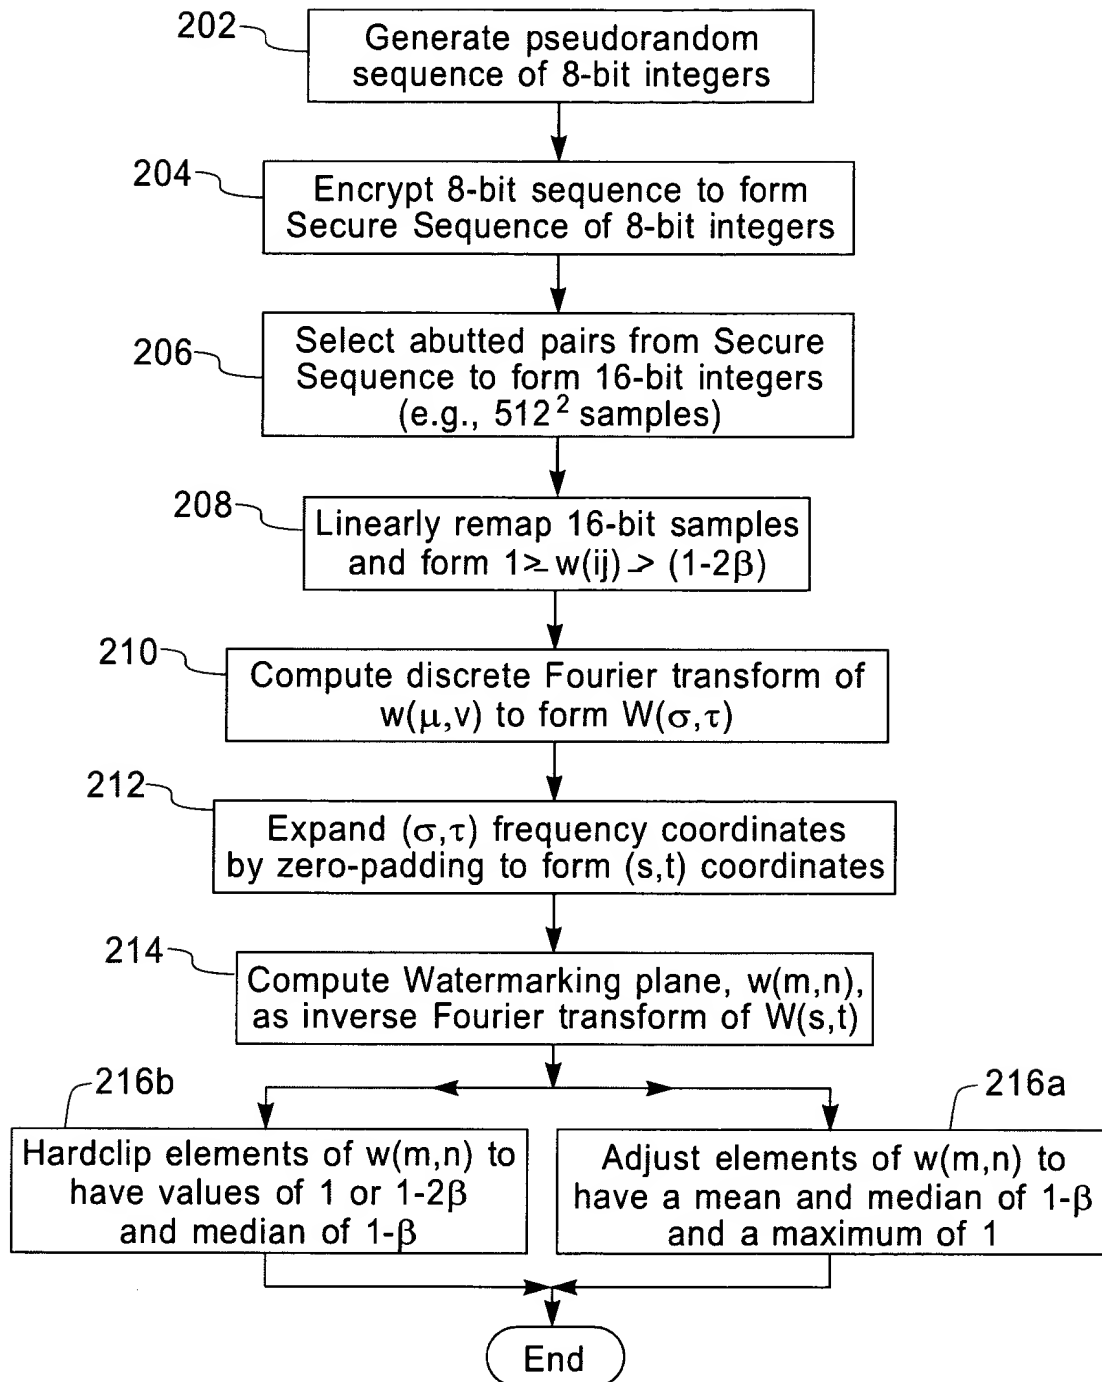 202
Generate pseudorandom
sequence of 8-bit integers
204
Encrypt 8-bit sequence to form
Secure Sequence of 8-bit integers
206
Select abutted pairs from Secure
Sequence to form 16-bit integers
(e.g., 512² samples)
208
Linearly remap 16-bit samples
and form 1≥w(ij)≥(1-2β)
210
Compute discrete Fourier transform of
w(μ,v) to form W(σ,τ)
212
Expand (σ,τ) frequency coordinates
by zero-padding to form (s,t) coordinates
214
Compute Watermarking plane, w(m,n),
as inverse Fourier transform of W(s,t)
216b
Hardclip elements of w(m,n) to
have values of 1 or 1-2β
and median of 1-β
216a
Adjust elements of w(m,n) to
have a mean and median of 1-β
and a maximum of 1
End